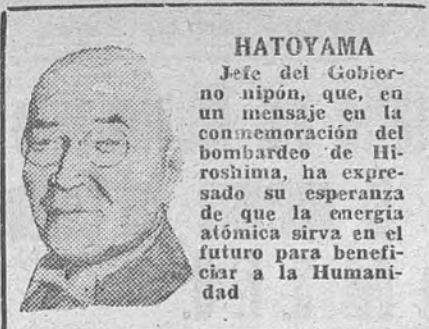 HATOYAMA
Jefe del Gobier-
no nipón, que, en
un mensaje en la
conmemoración del
bombardeo de Hi-
roshima, ha expre-
sado su esperanza
de que la energía
atómica sirva en el
futuro para benefi-
ciar a la Humani-
dad